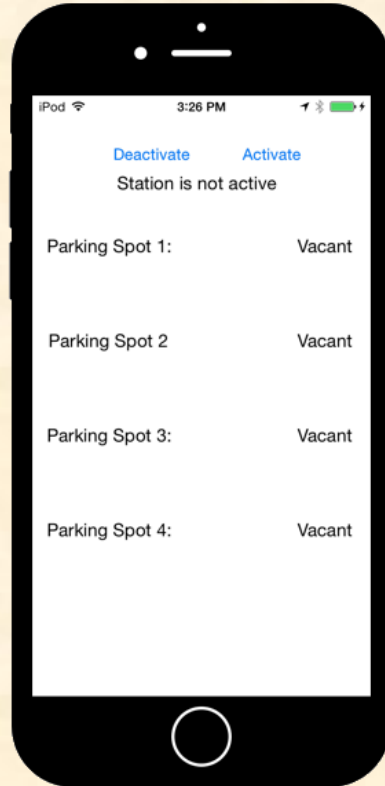 iPod 3:26 PM
Deactivate Activate
Station is not active
Parking Spot 1: Vacant
Parking Spot 2 Vacant
Parking Spot 3: Vacant
Parking Spot 4: Vacant